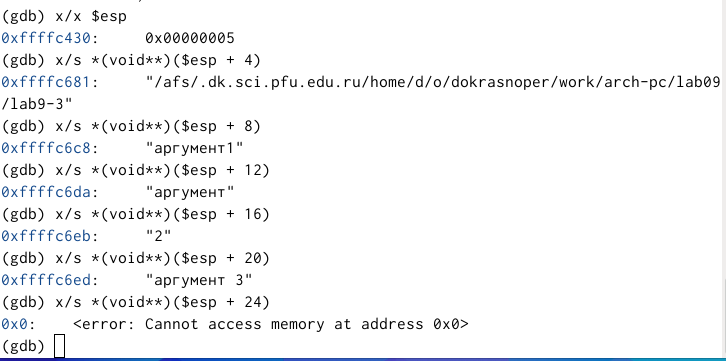 (gdb) x/x $esp
0xffffc430:     0x00000005
(gdb) x/s *(void**)($esp + 4)
0xffffc681:     "/afs/.dk.sci.pfu.edu.ru/home/d/o/dokrasnoper/work/arch-pc/lab09
/lab9-3"
(gdb) x/s *(void**)($esp + 8)
0xffffc6c8:     "аргумент1"
(gdb) x/s *(void**)($esp + 12)
0xffffc6da:     "аргумент"
(gdb) x/s *(void**)($esp + 16)
0xffffc6eb:     "2"
(gdb) x/s *(void**)($esp + 20)
0xffffc6ed:     "аргумент 3"
(gdb) x/s *(void**)($esp + 24)
0x0:    <error: Cannot access memory at address 0x0>
(gdb)